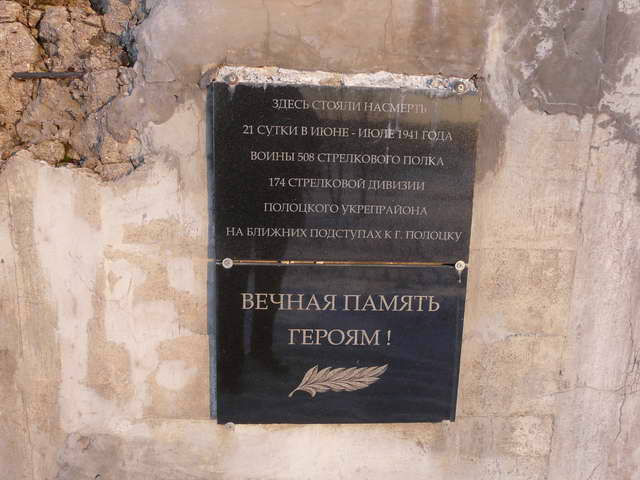 ЗДЕСЬ СТОЯЛИ НАСМЕРТЬ
21 СУТКИ В ИЮНЕ - ИЮЛЕ 1941 ГОДА
ВОИНЫ 508 СТРЕЛКОВОГО ПОЛКА
174 СТРЕЛКОВОЙ ДИВИЗИИ
ПОЛОЦКОГО УКРЕПРАЙОНА
НА БЛИЖНИХ ПОДСТУПАХ К Г. ПОЛОЦКУ
ВЕЧНАЯ ПАМЯТЬ
ГЕРОЯМ !